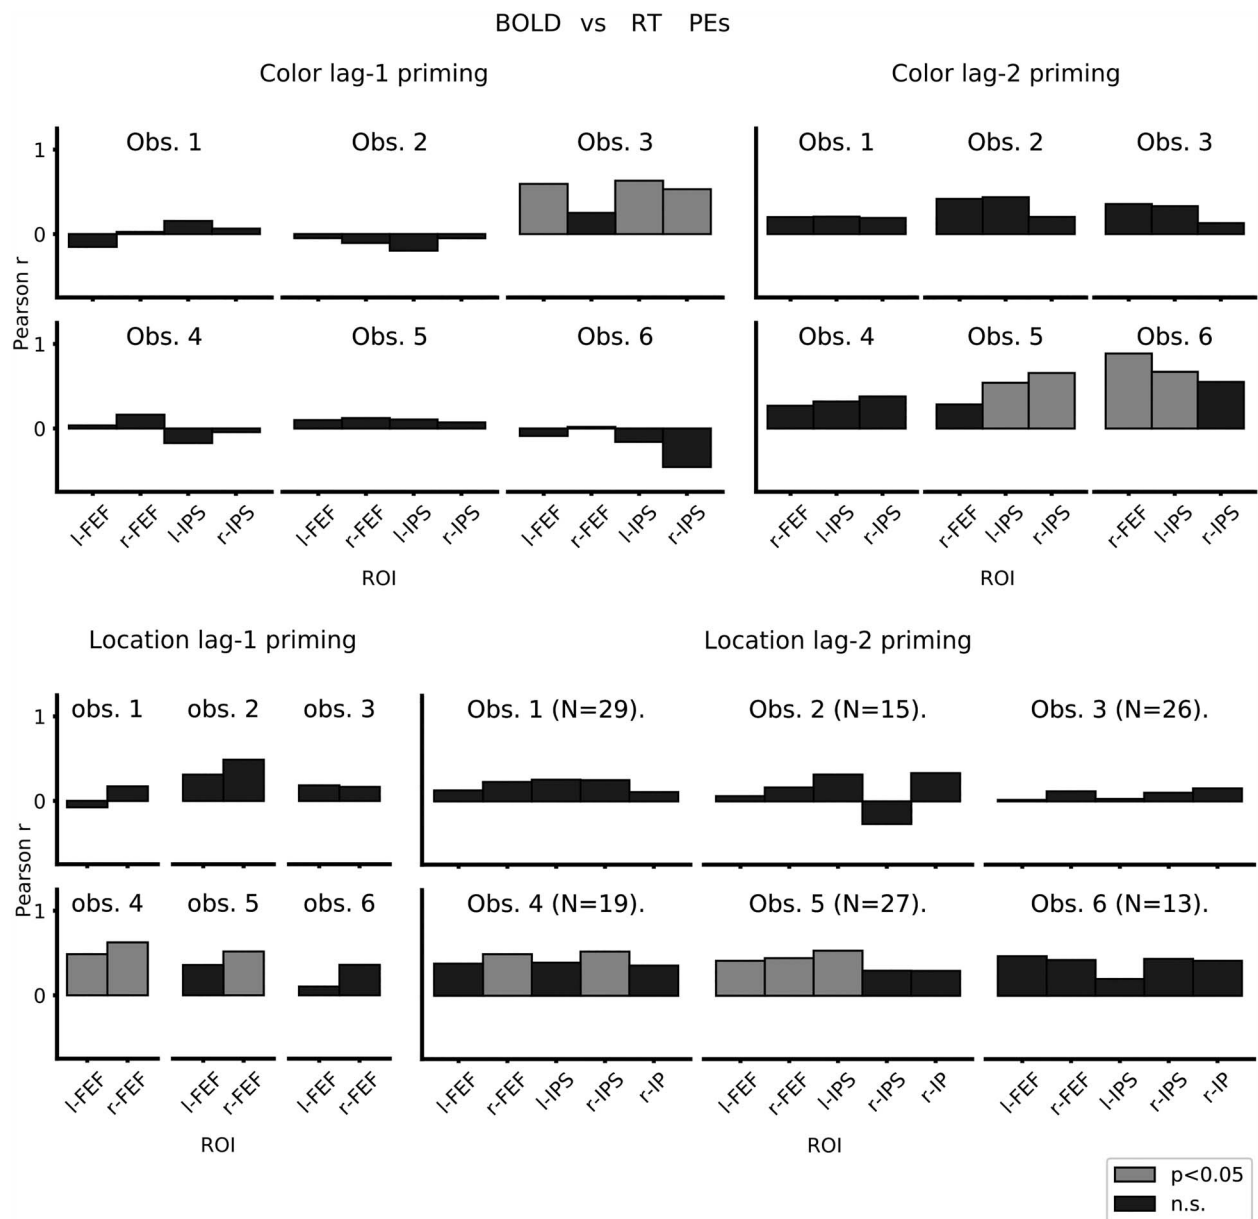 BOLD vs RT PEs
Color lag-1 priming
Color lag-2 priming
Obs. 1 Obs. 2 Obs. 3
Obs. 1 Obs. 2 Obs. 3
1
0
Pearson r
Obs. 4 Obs. 5 Obs. 6
Obs. 4 Obs. 5 Obs. 6
1
0
l-FEF r-FEF l-IPS r-IPS l-FEF r-FEF l-IPS r-IPS l-FEF r-FEF l-IPS r-IPS
r-FEF l-IPS r-IPS r-FEF l-IPS r-IPS r-FEF l-IPS r-IPS
ROI
ROI
Location lag-1 priming
Location lag-2 priming
obs. 1 obs. 2 obs. 3
Obs. 1 (N=29). Obs. 2 (N=15). Obs. 3 (N=26).
1
0
Pearson r
obs. 4 obs. 5 obs. 6
Obs. 4 (N=19). Obs. 5 (N=27). Obs. 6 (N=13).
1
0
l-FEF r-FEF l-FEF r-FEF l-FEF r-FEF
l-FEF r-FEF l-IPS r-IPS r-IP l-FEF r-FEF l-IPS r-IPS r-IP l-FEF r-FEF l-IPS r-IPS r-IP
ROI
ROI
p<0.05
n.s.